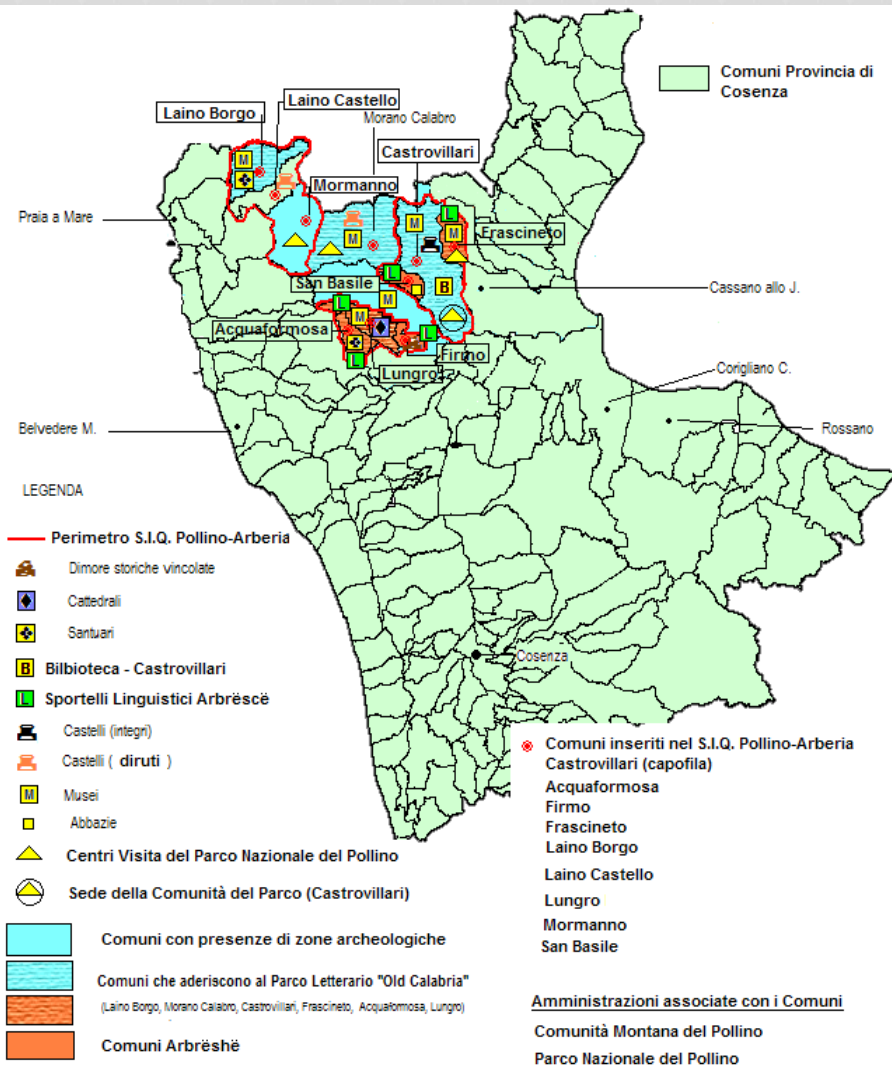 Comuni Provincia di
Cosenza
Laino Castello
Laino Borgo
Morano Calabro
Castrovillari
Mormanno
L
M
M
M
Praia a Mare
Frascineto
M
L
San Basile
B
Cassano allo J.
L
M
M
Acquaformosa
L
Firmo
L
Lungro
Corigliano C.
Belvedere M.
Rossano
LEGENDA
Perimetro S.I.Q. Pollino-Arberia
Dimore storiche vincolate
Cattedrali
Santuari
B Bilbioteca - Castrovillari
Cosenza
L Sportelli Linguistici Arbrëscë
Castelli (integri)
Castelli ( diruti )
M Musei
Abbazie
Centri Visita del Parco Nazionale del Pollino
Sede della Comunità del Parco (Castrovillari)
Comuni con presenze di zone archeologiche
Comuni che aderiscono al Parco Letterario "Old Calabria"
(Laino Borgo, Morano Calabro, Castrovillari, Frascineto, Acquaformosa, Lungro)
Comuni Arbrëshë
Comuni inseriti nel S.I.Q. Pollino-Arberia
Castrovillari (capofila)
Acquaformosa
Firmo
Frascineto
Laino Borgo
Laino Castello
Lungro
Mormanno
San Basile
Amministrazioni associate con i Comuni
Comunità Montana del Pollino
Parco Nazionale del Pollino